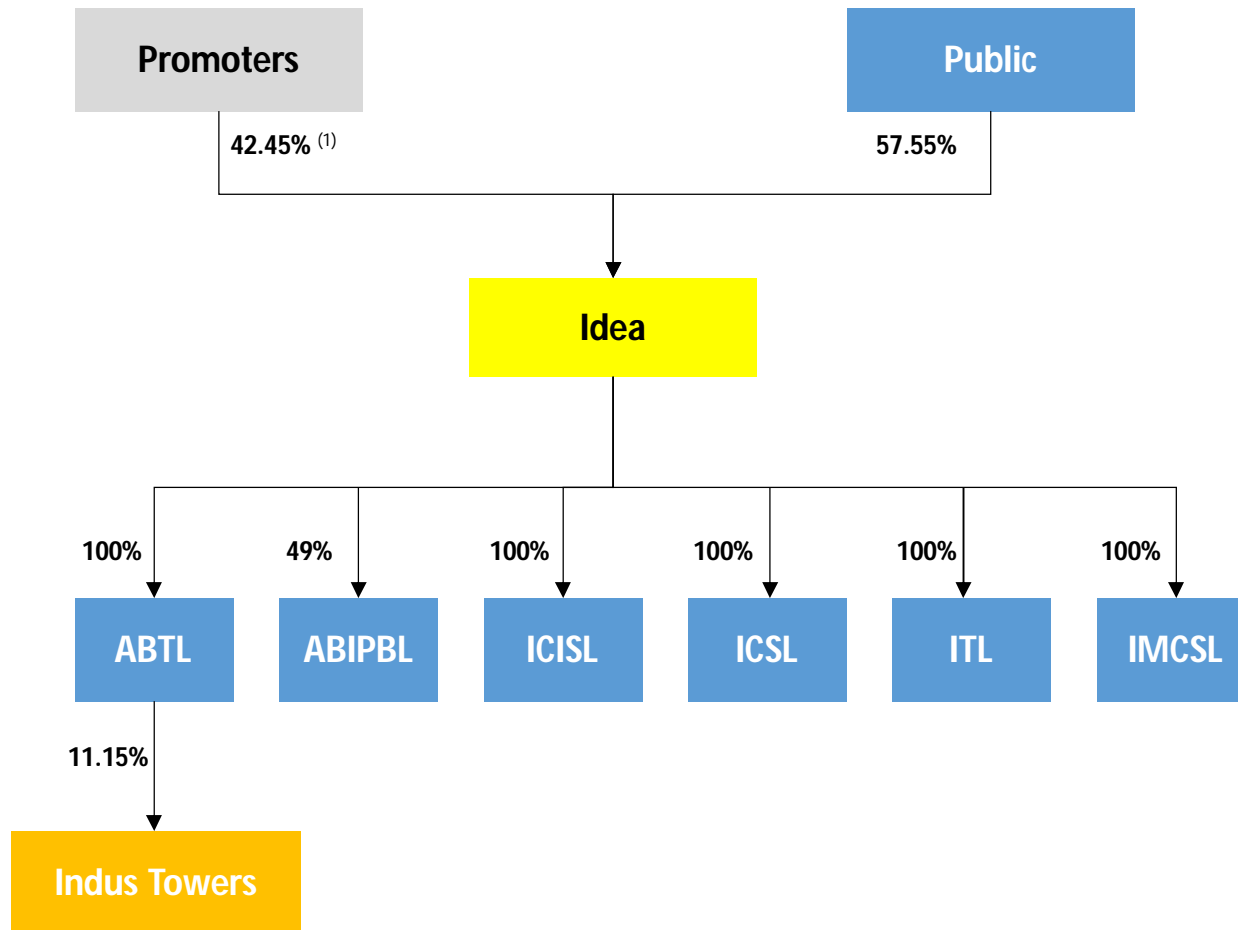 Promoters
Public
42.45% (1)
57.55%
Idea
100%
49%
100%
100%
100%
100%
ABTL
ABIPBL
ICISL
ICSL
ITL
IMCSL
11.15%
Indus Towers